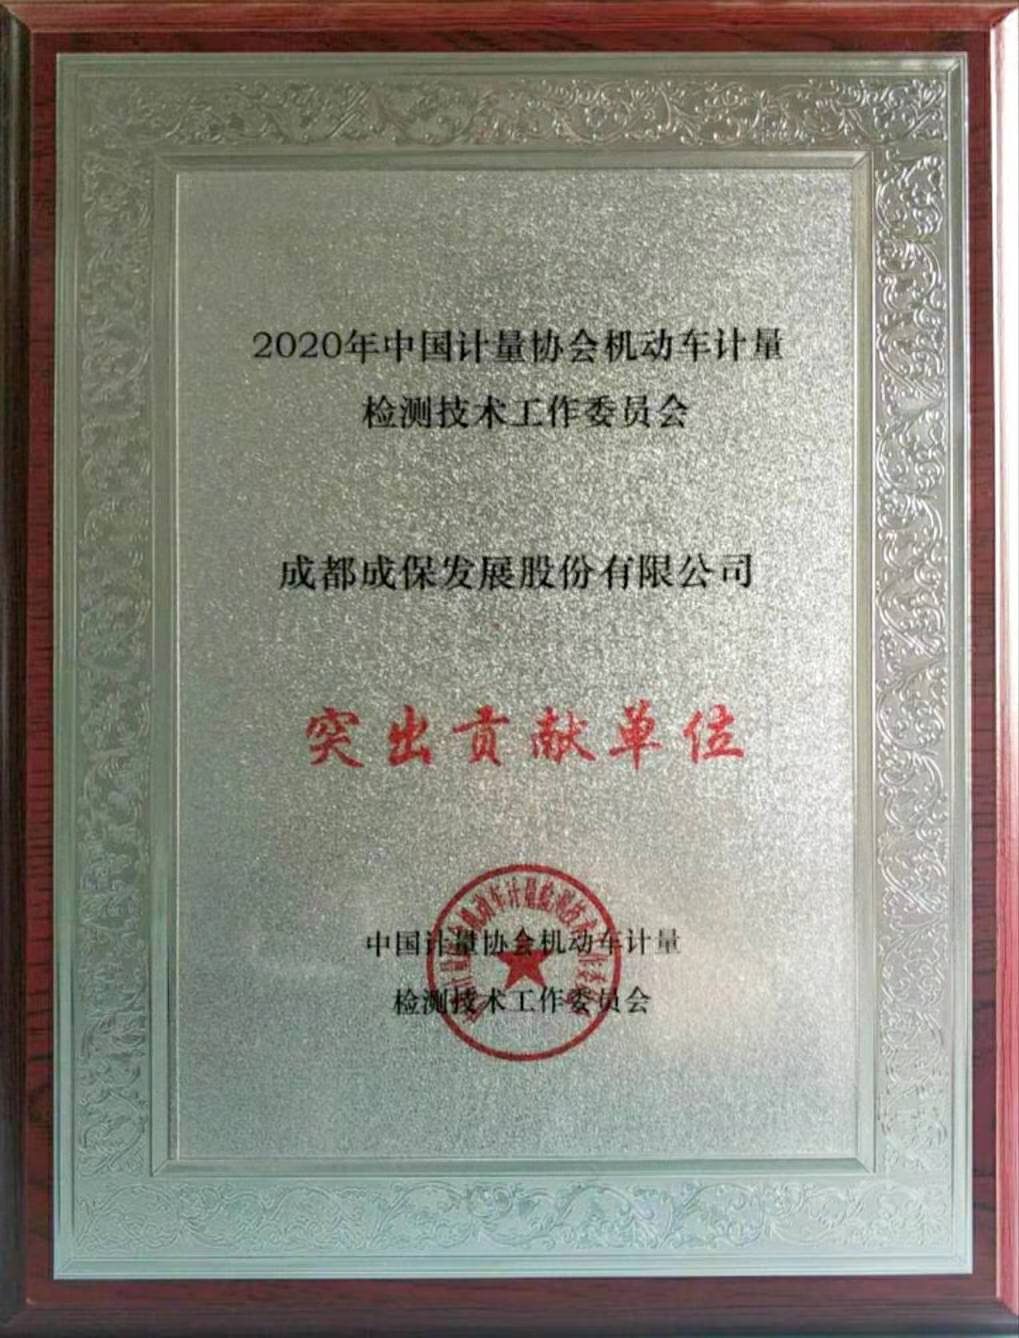 2020年中国计量协会机动车计量
检测技术工作委员会
成都成保发展股份有限公司
突出贡献单位
中国计量协会机动车计量
检测技术工作委员会